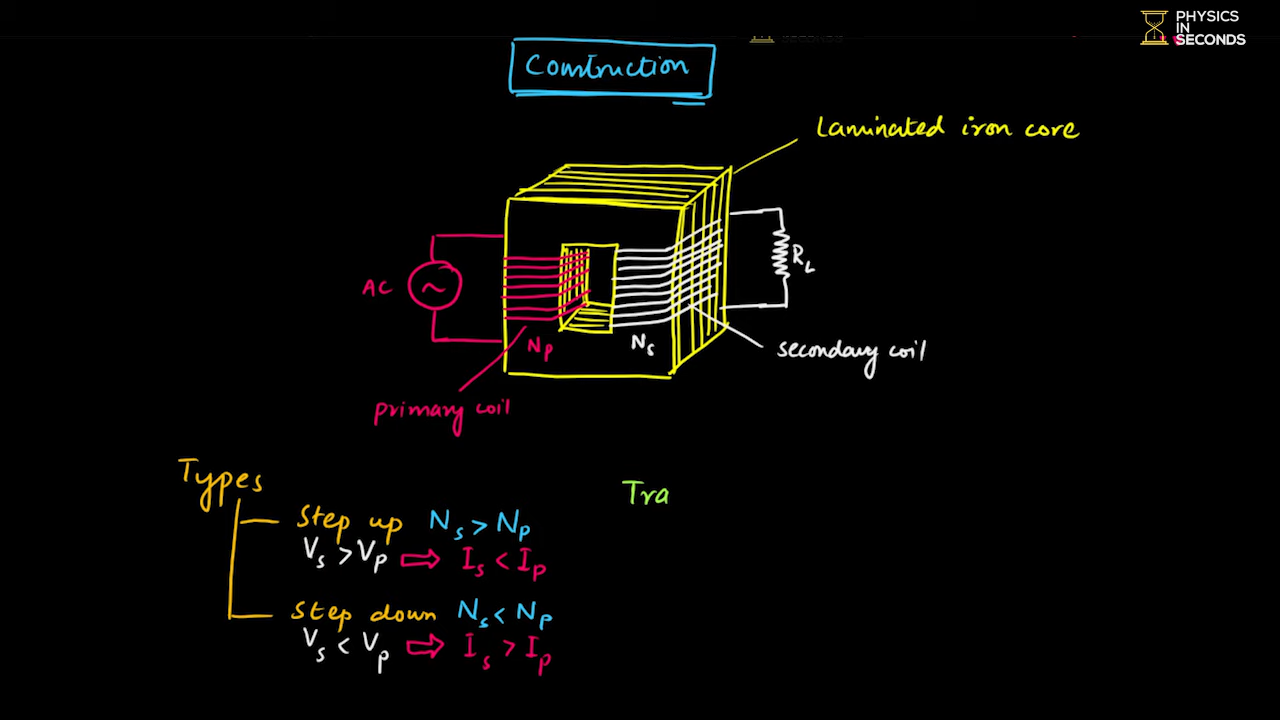 PHYSICS
IN
SECONDS
Construction
Laminated iron core
AC
R_L
N_P
N_s
secondary coil
primary coil
Types
Step up N_s > N_P
V_s > V_P ⇨ I_s < I_P
Step down N_s < N_P
V_s < V_P ⇨ I_s > I_P
Tra